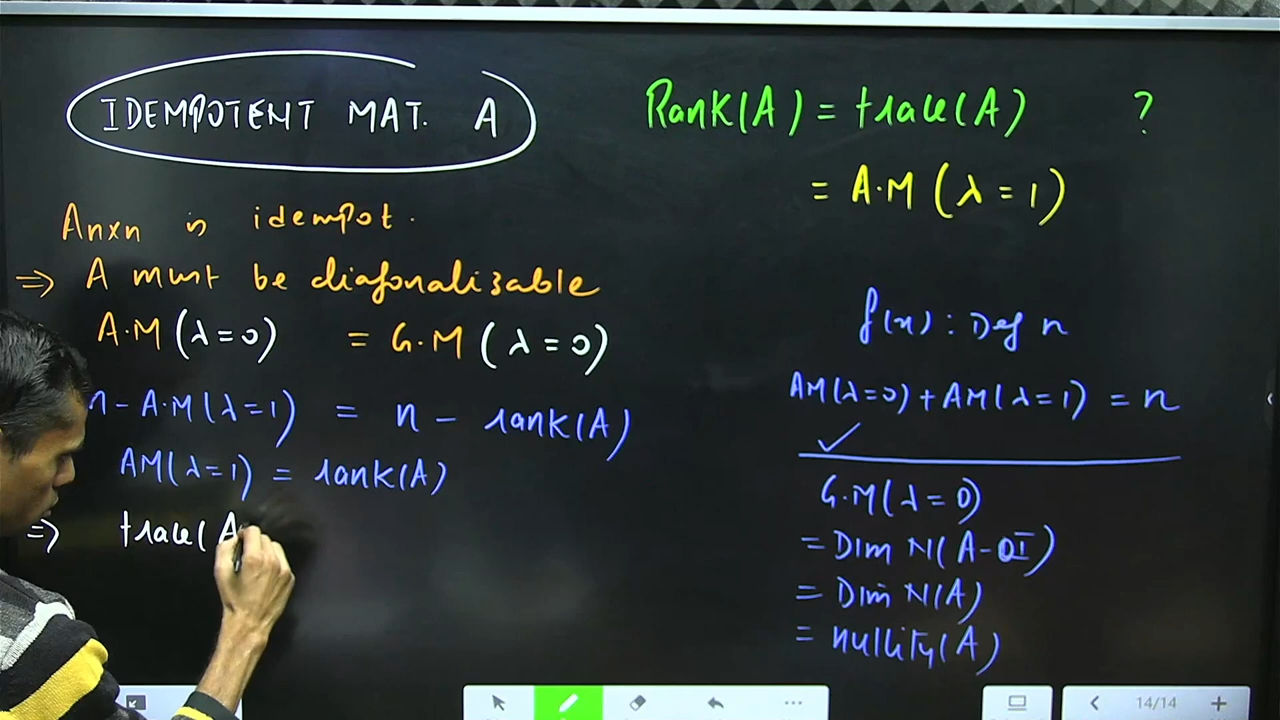 IDEMPOTENT MAT. A
Anxn is idempot.
⇒ A must be diagonalizable
A.M (λ=0) = G.M (λ=0)
n - A.M(λ=1) = n - rank(A)
AM(λ=1) = rank(A)
⇒ trace(A
Rank(A) = trace(A) ?
= A.M (λ = 1)
f(x) : Deg n
AM(λ=0) + AM(λ=1) = n
✓
G.M(λ = 0)
= Dim N(A-0I)
= Dim N(A)
= nullity(A)
14/14